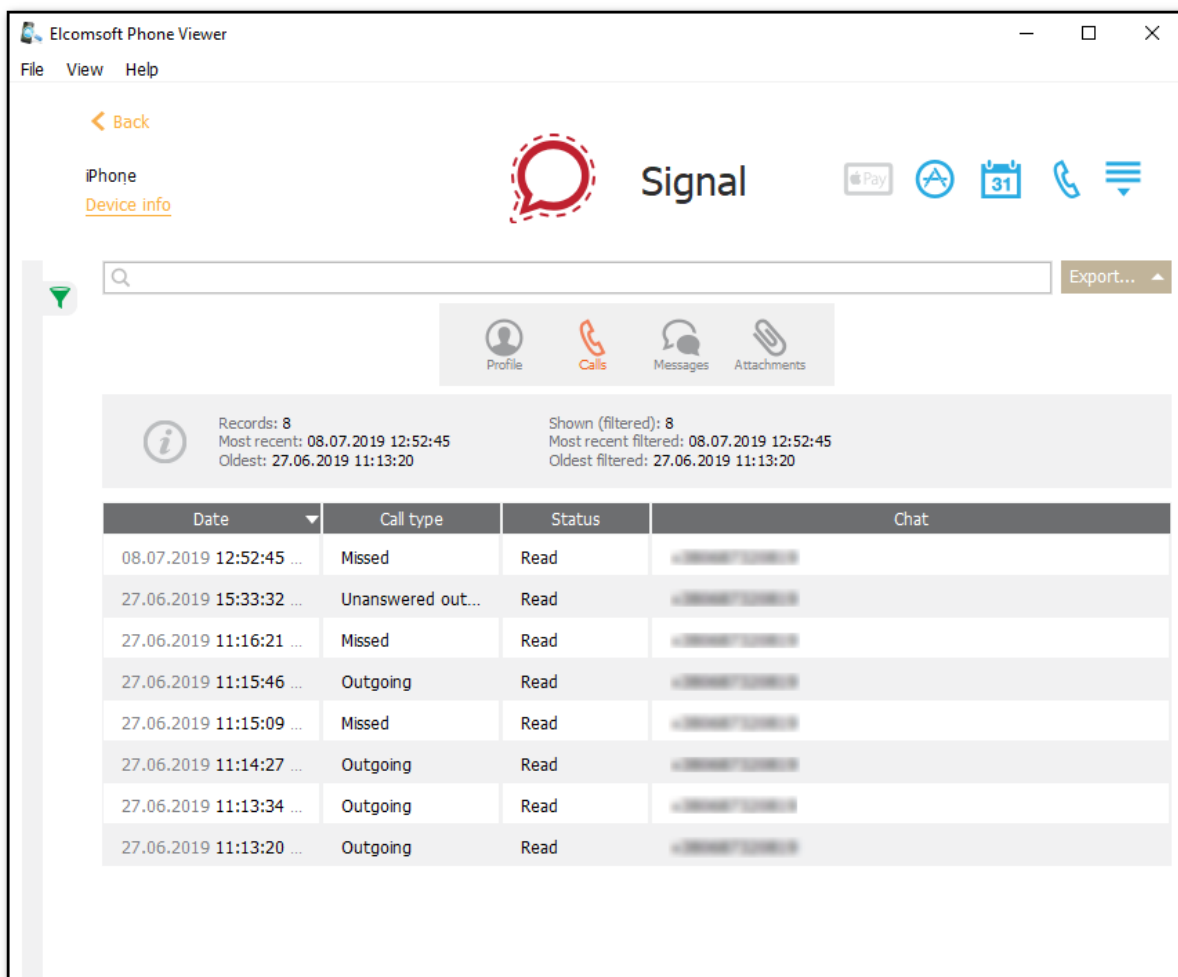 Elcomsoft Phone Viewer
File View Help
Back
iPhone
Device info
Signal
Pay
31
Export...
Profile
Calls
Messages
Attachments
Records: 8
Most recent: 08.07.2019 12:52:45
Oldest: 27.06.2019 11:13:20
Shown (filtered): 8
Most recent filtered: 08.07.2019 12:52:45
Oldest filtered: 27.06.2019 11:13:20
Date Call type Status Chat
08.07.2019 12:52:45 ... Missed Read
27.06.2019 15:33:32 ... Unanswered out... Read
27.06.2019 11:16:21 ... Missed Read
27.06.2019 11:15:46 ... Outgoing Read
27.06.2019 11:15:09 ... Missed Read
27.06.2019 11:14:27 ... Outgoing Read
27.06.2019 11:13:34 ... Outgoing Read
27.06.2019 11:13:20 ... Outgoing Read